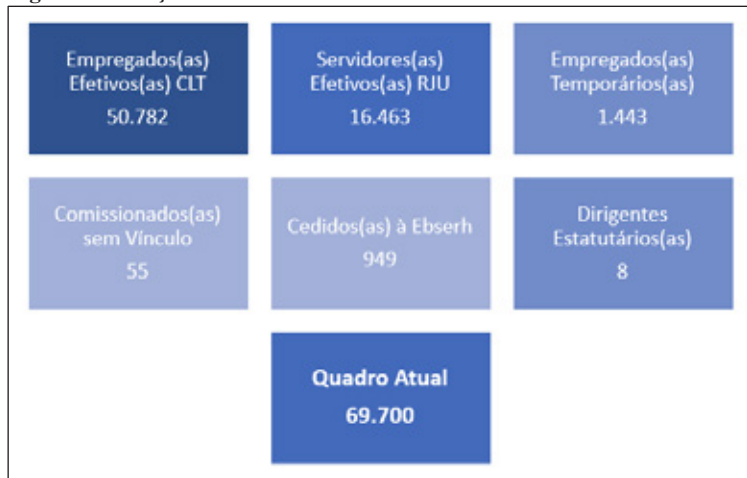 Empregados(as)
Efetivos(as) CLT
50.782
Servidores(as)
Efetivos(as) RJU
16.463
Empregados(as)
Temporários(as)
1.443
Comissionados(as)
sem Vínculo
55
Cedidos(as) à Ebserh
949
Dirigentes
Estatutários(as)
8
Quadro Atual
69.700